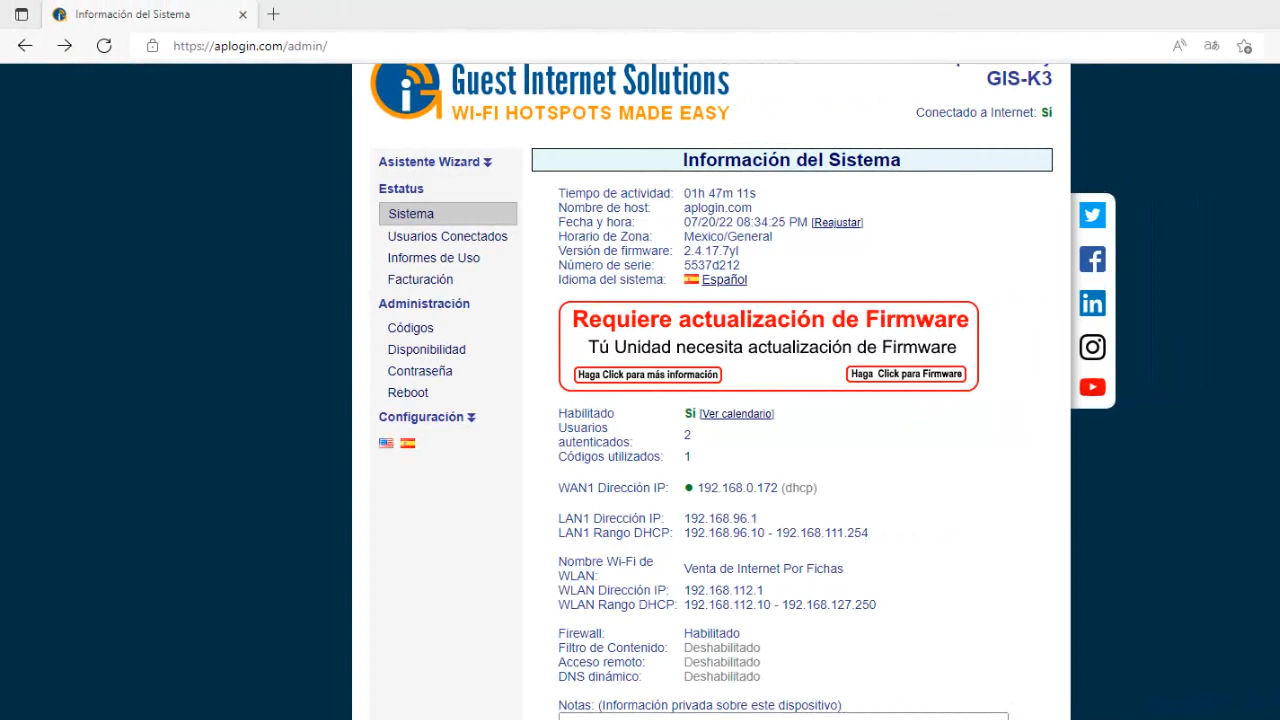 Información del Sistema
https://aplogin.com/admin/
Guest Internet Solutions
WI-FI HOTSPOTS MADE EASY
GIS-K3
Conectado a Internet: Si
Asistente Wizard
Estatus
Sistema
Usuarios Conectados
Informes de Uso
Facturación
Administración
Códigos
Disponibilidad
Contraseña
Reboot
Configuración
Información del Sistema
Tiempo de actividad: 01h 47m 11s
Nombre de host: aplogin.com
Fecha y hora: 07/20/22 08:34:25 PM [Reajustar]
Horario de Zona: Mexico/General
Versión de firmware: 2.4.17.7yl
Número de serie: 5537d212
Idioma del sistema: Español
Requiere actualización de Firmware
Tú Unidad necesita actualización de Firmware
Haga Click para más información Haga Click para Firmware
Habilitado Si [Ver calendario]
Usuarios
autenticados: 2
Códigos utilizados: 1
WAN1 Dirección IP: 192.168.0.172 (dhcp)
LAN1 Dirección IP: 192.168.96.1
LAN1 Rango DHCP: 192.168.96.10 - 192.168.111.254
Nombre Wi-Fi de
WLAN: Venta de Internet Por Fichas
WLAN Dirección IP: 192.168.112.1
WLAN Rango DHCP: 192.168.112.10 - 192.168.127.250
Firewall: Habilitado
Filtro de Contenido: Deshabilitado
Acceso remoto: Deshabilitado
DNS dinámico: Deshabilitado
Notas: (Información privada sobre este dispositivo)